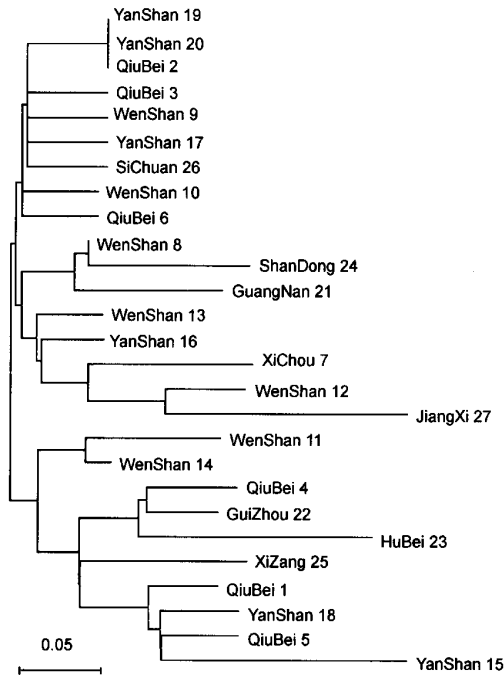 YanShan 19
YanShan 20
QiuBei 2
QiuBei 3
WenShan 9
YanShan 17
SiChuan 26
WenShan 10
QiuBei 6
WenShan 8
ShanDong 24
GuangNan 21
WenShan 13
YanShan 16
XiChou 7
WenShan 12
JiangXi 27
WenShan 11
WenShan 14
QiuBei 4
GuiZhou 22
HuBei 23
XiZang 25
QiuBei 1
YanShan 18
QiuBei 5
YanShan 15
0.05